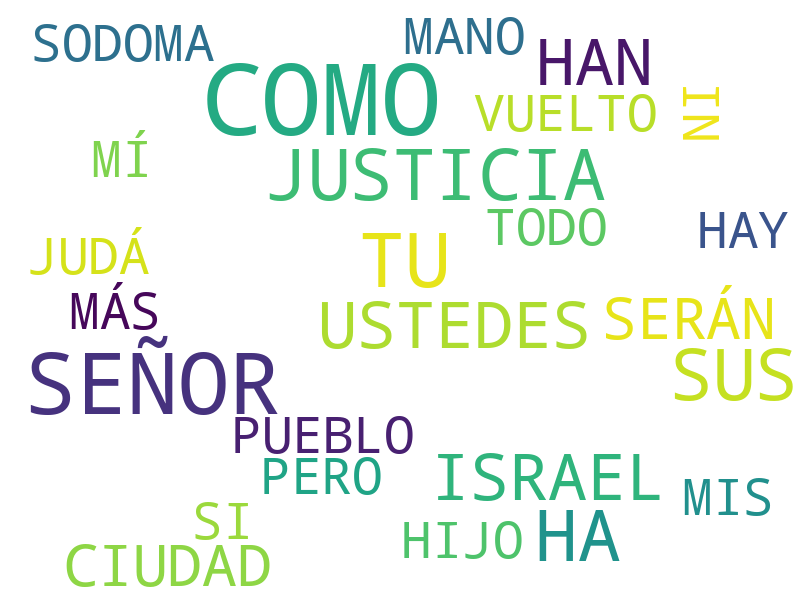 SODOMA
MANO
HAN
COMO
VUELTO
NI
MÍ
JUSTICIA
TODO
HAY
JUDÁ
TU
MÁS
USTEDES
SERÁN
SEÑOR
SUS
PUEBLO
PERO
ISRAEL
MIS
SI
HIJO
HA
CIUDAD